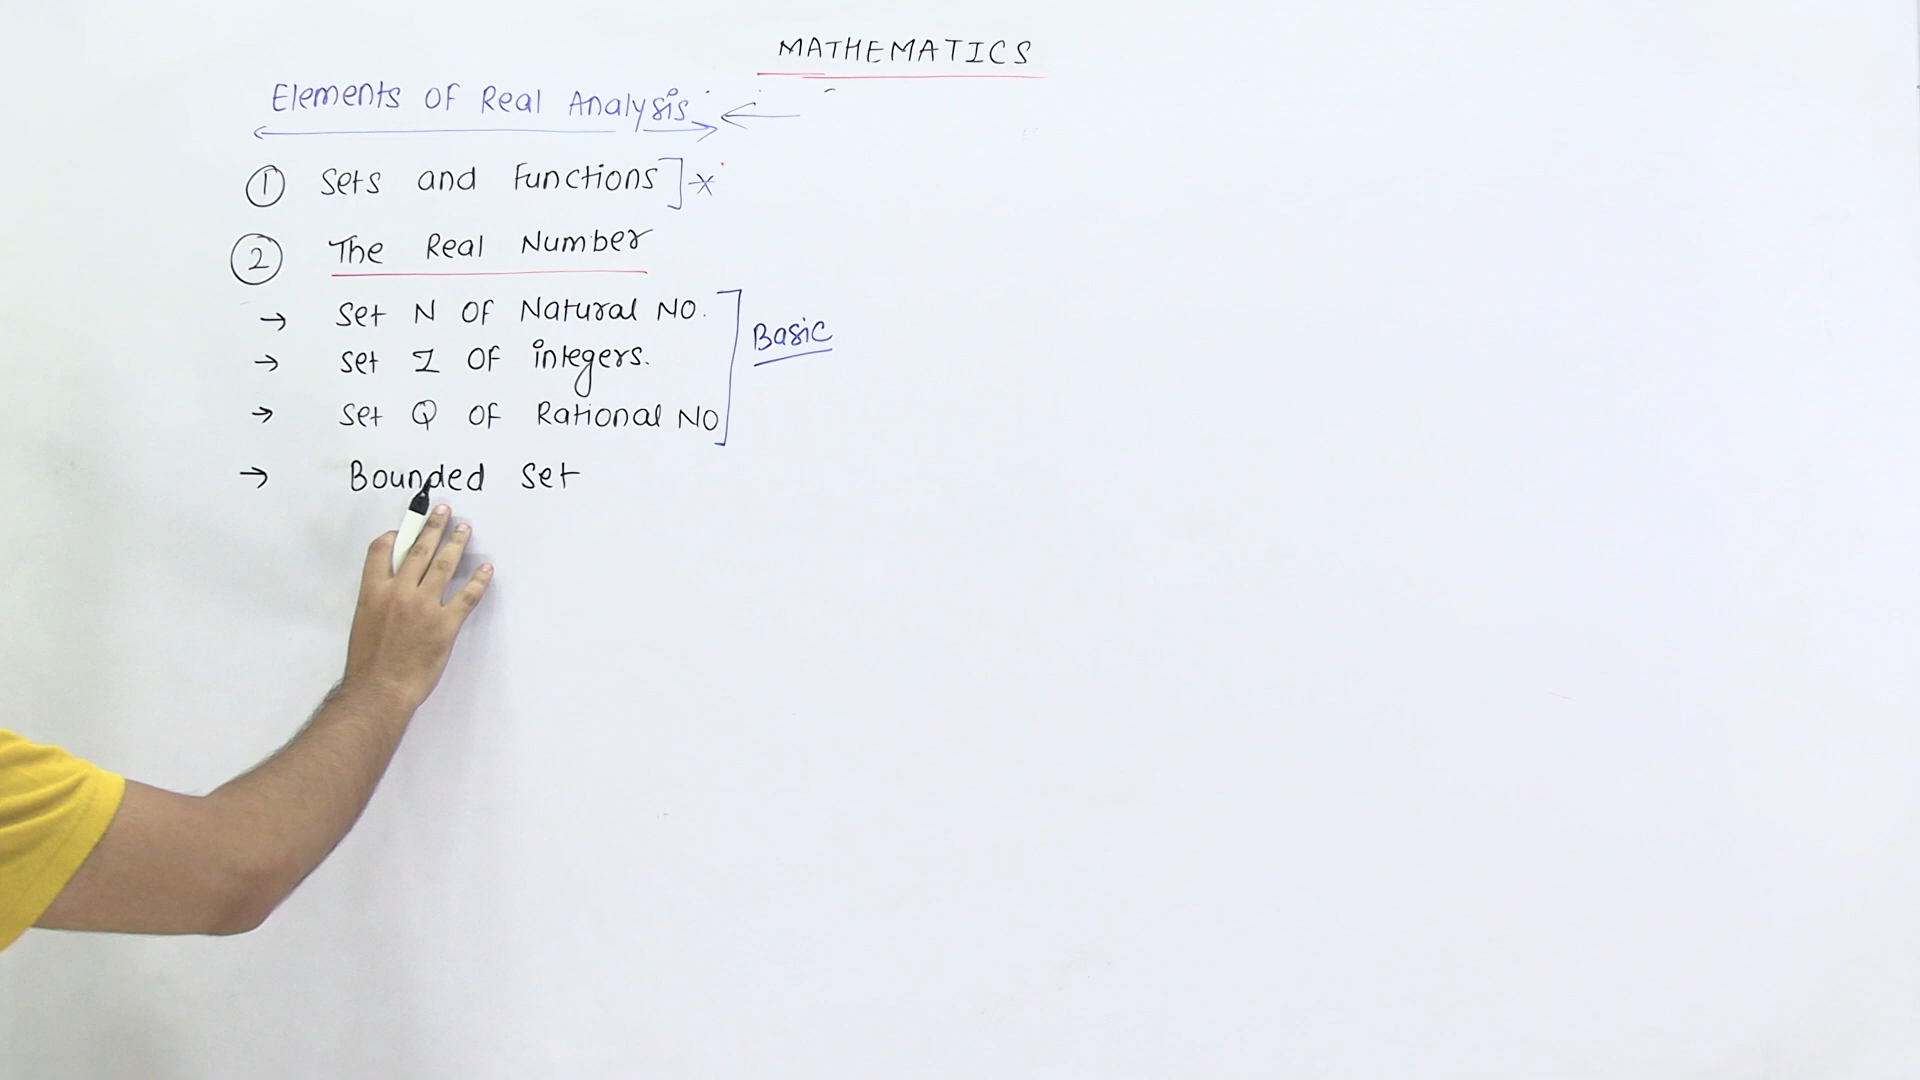 MATHEMATICS
Elements OF Real Analysis
① Sets and Functions ] *
② The Real Number
→ Set N OF Natural NO.
→ Set I OF integers.
→ Set Q OF Rational NO
Basic
→ Bounded Set